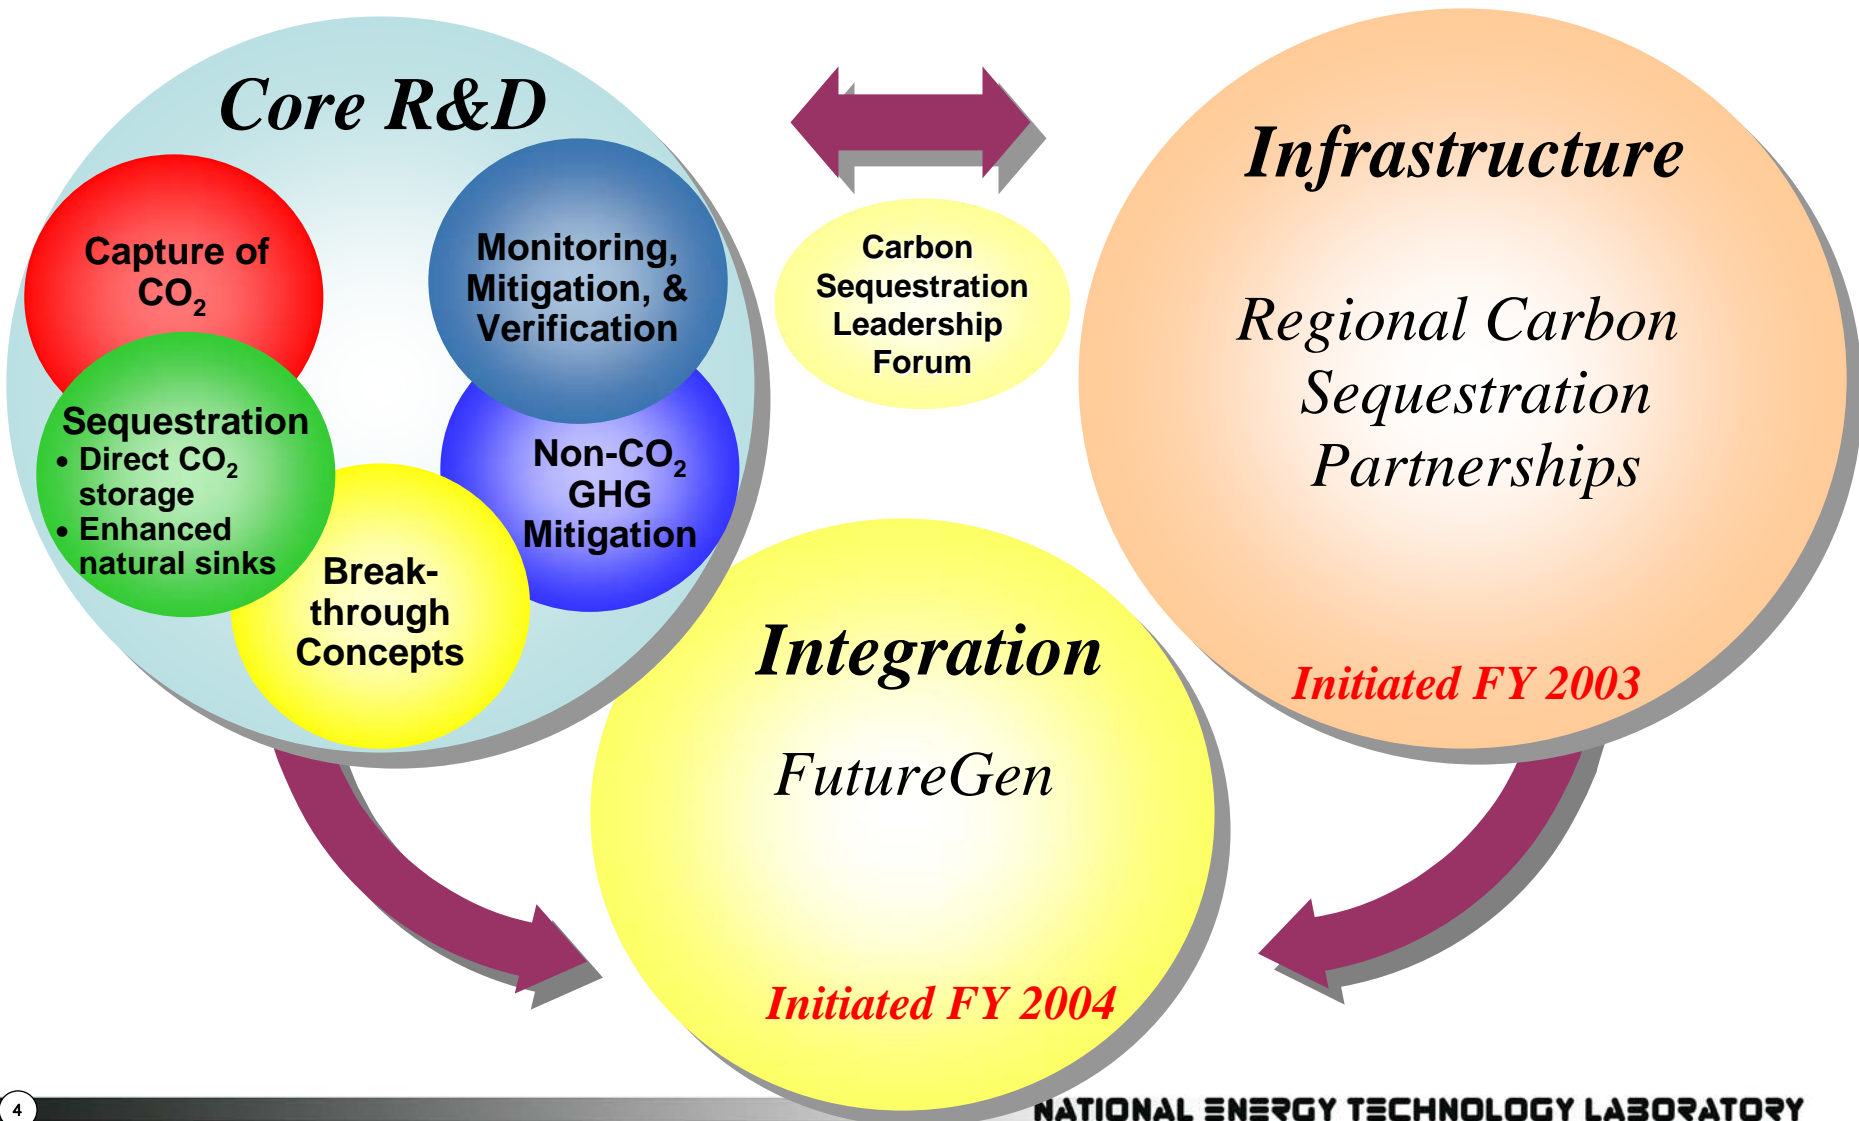 Core R&D
Capture of
CO₂
Monitoring,
Mitigation, &
Verification
Sequestration
• Direct CO₂
storage
• Enhanced
natural sinks
Non-CO₂
GHG
Mitigation
Break-
through
Concepts
Carbon
Sequestration
Leadership
Forum
Infrastructure
Regional Carbon
Sequestration
Partnerships
Initiated FY 2003
Integration
FutureGen
Initiated FY 2004
4
NATIONAL ENERGY TECHNOLOGY LABORATORY